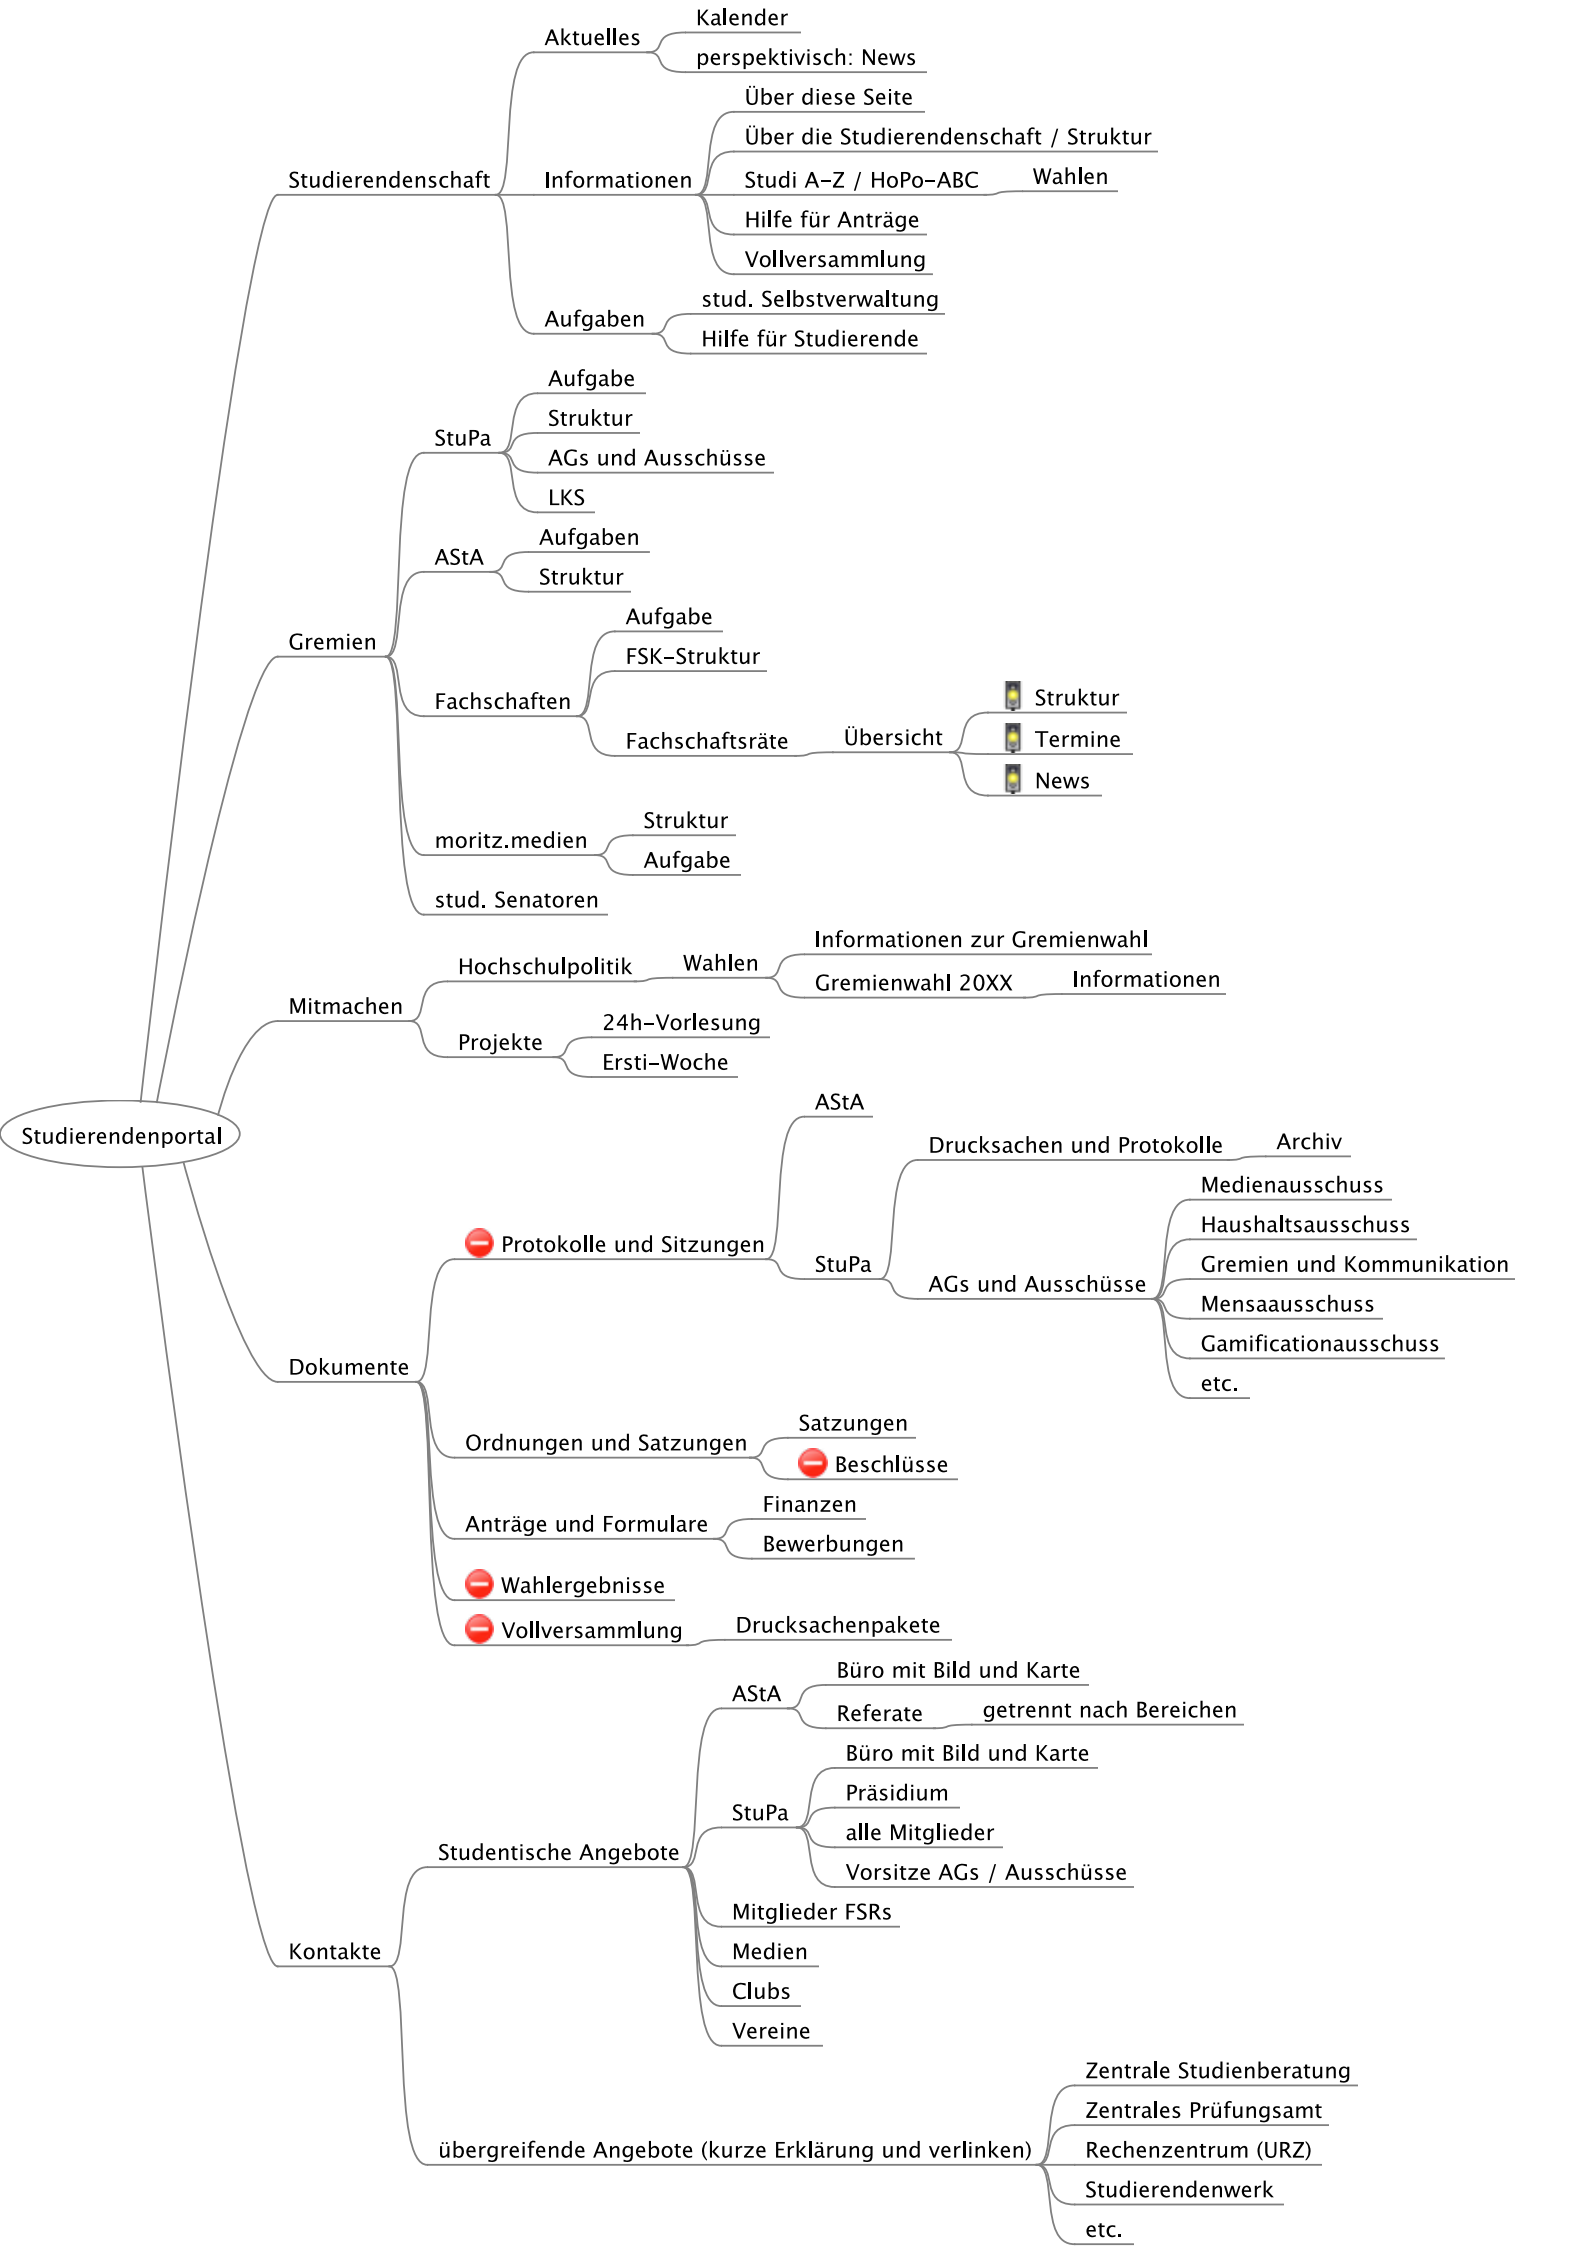 Studierendenportal
Studierendenschaft
Aktuelles
Kalender
perspektivisch: News
Informationen
Über diese Seite
Über die Studierendenschaft / Struktur
Studi A-Z / HoPo-ABC
Wahlen
Hilfe für Anträge
Vollversammlung
Aufgaben
stud. Selbstverwaltung
Hilfe für Studierende
Gremien
StuPa
Aufgabe
Struktur
AGs und Ausschüsse
LKS
AStA
Aufgaben
Struktur
Fachschaften
Aufgabe
FSK-Struktur
Fachschaftsräte
Übersicht
Struktur
Termine
News
moritz.medien
Struktur
Aufgabe
stud. Senatoren
Mitmachen
Hochschulpolitik
Wahlen
Informationen zur Gremienwahl
Gremienwahl 20XX
Informationen
Projekte
24h-Vorlesung
Ersti-Woche
Dokumente
Protokolle und Sitzungen
AStA
StuPa
Drucksachen und Protokolle
Archiv
AGs und Ausschüsse
Medienausschuss
Haushaltsausschuss
Gremien und Kommunikation
Mensaausschuss
Gamificationausschuss
etc.
Ordnungen und Satzungen
Satzungen
Beschlüsse
Anträge und Formulare
Finanzen
Bewerbungen
Wahlergebnisse
Vollversammlung
Drucksachenpakete
Kontakte
Studentische Angebote
AStA
Büro mit Bild und Karte
Referate
getrennt nach Bereichen
StuPa
Büro mit Bild und Karte
Präsidium
alle Mitglieder
Vorsitze AGs / Ausschüsse
Mitglieder FSRs
Medien
Clubs
Vereine
übergreifende Angebote (kurze Erklärung und verlinken)
Zentrale Studienberatung
Zentrales Prüfungsamt
Rechenzentrum (URZ)
Studierendenwerk
etc.